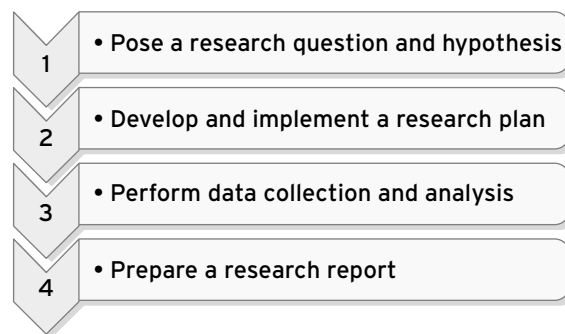 1
• Pose a research question and hypothesis
2
• Develop and implement a research plan
3
• Perform data collection and analysis
4
• Prepare a research report